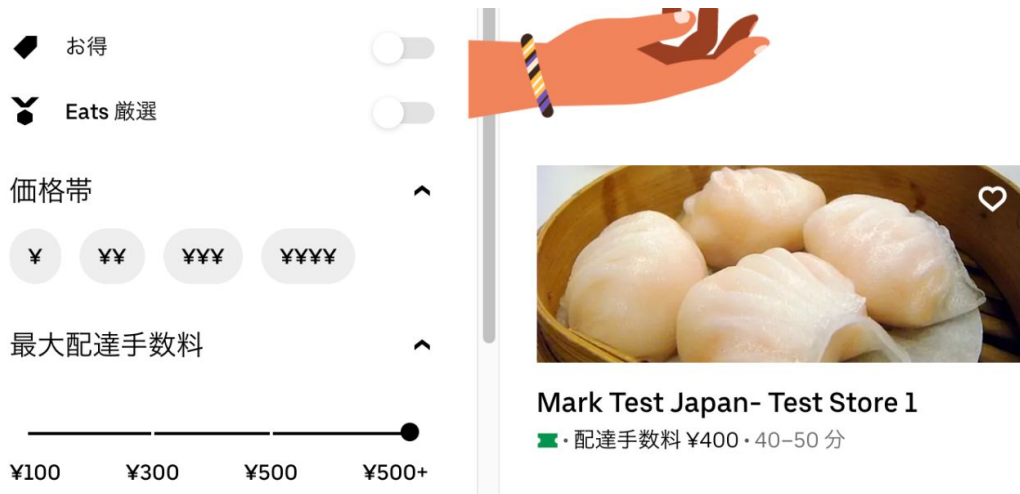 お得
Eats 厳選
価格帯
¥ ¥¥ ¥¥¥ ¥¥¥¥
最大配達手数料
¥100 ¥300 ¥500 ¥500+
Mark Test Japan- Test Store 1
・配達手数料 ¥400・40–50 分